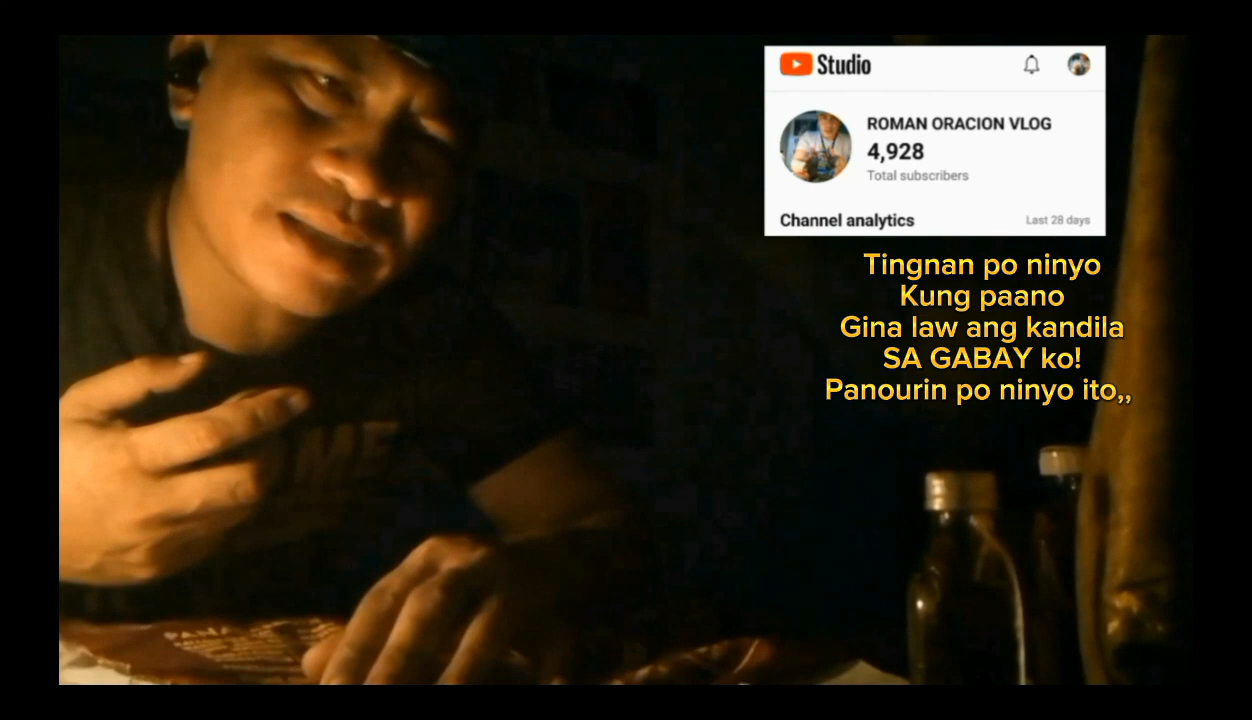 Studio
ROMAN ORACION VLOG
4,928
Total subscribers
Channel analytics
Last 28 days
Tingnan po ninyo
Kung paano
Gina law ang kandila
SA GABAY ko!
Panourin po ninyo ito,,